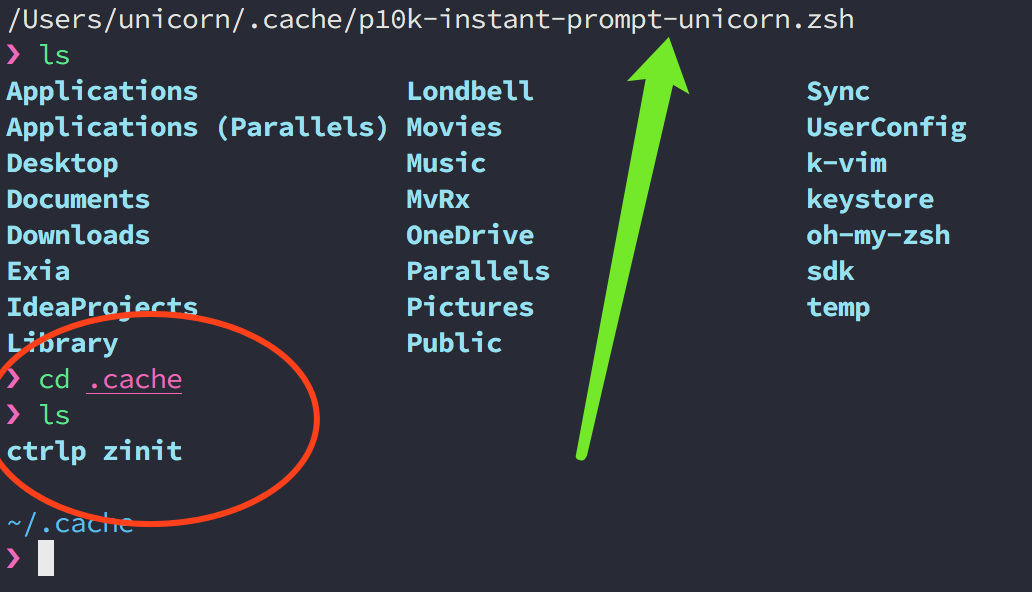 /Users/unicorn/.cache/p10k-instant-prompt-unicorn.zsh
❯ ls
Applications Londbell Sync
Applications (Parallels) Movies UserConfig
Desktop Music k-vim
Documents MvRx keystore
Downloads OneDrive oh-my-zsh
Exia Parallels sdk
IdeaProjects Pictures temp
Library Public
❯ cd .cache
❯ ls
ctrlp zinit
~/.cache
❯